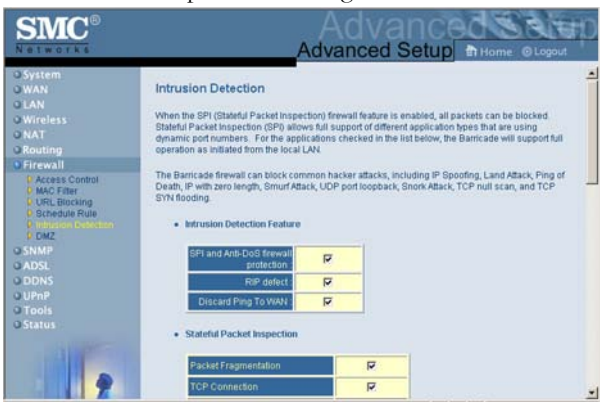 SMC®
Networks
Advanced Setup
Advanced Setup
Home
Logout
System
WAN
LAN
Wireless
NAT
Routing
Firewall
Access Control
MAC Filter
URL Blocking
Schedule Rule
Intrusion Detection
DMZ
SNMP
ADSL
DDNS
UPnP
Tools
Status
Intrusion Detection
When the SPI (Stateful Packet Inspection) firewall feature is enabled, all packets can be blocked.
Stateful Packet Inspection (SPI) allows full support of different application types that are using
dynamic port numbers. For the applications checked in the list below, the Barricade will support full
operation as initiated from the local LAN.
The Barricade firewall can block common hacker attacks, including IP Spoofing, Land Attack, Ping of
Death, IP with zero length, Smurf Attack, UDP port loopback, Snork Attack, TCP null scan, and TCP
SYN flooding.
• Intrusion Detection Feature
SPI and Anti-DoS firewall
protection :
RIP defect :
Discard Ping To WAN :
• Stateful Packet Inspection
Packet Fragmentation
TCP Connection